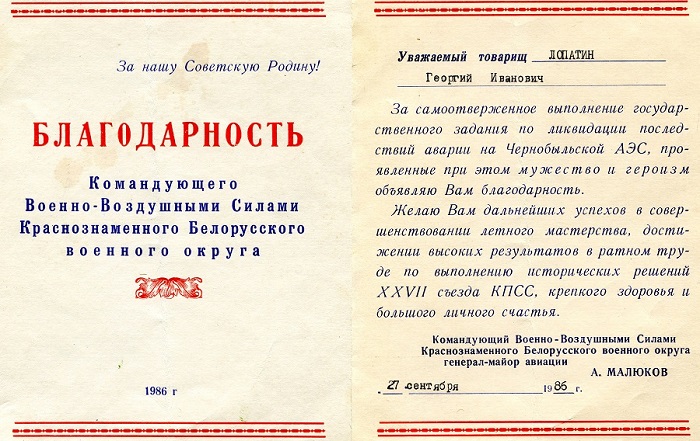 За нашу Советскую Родину!
БЛАГОДАРНОСТЬ
Командующего
Военно-Воздушными Силами
Краснознаменного Белорусского
военного округа
1986 г
Уважаемый товарищ ЛОПАТИН
Георгий Иванович
За самоотверженное выполнение государ-
ственного задания по ликвидации послед-
ствий аварии на Чернобыльской АЭС, про-
явленные при этом мужество и героизм
объявляю Вам благодарность.
Желаю Вам дальнейших успехов в совер-
шенствовании летного мастерства, дости-
жении высоких результатов в ратном тру-
де по выполнению исторических решений
XXVII съезда КПСС, крепкого здоровья и
большого личного счастья.
Командующий Военно-Воздушными Силами
Краснознаменного Белорусского военного округа
генерал-майор авиации
А. МАЛЮКОВ
27 сентября 1986 г.